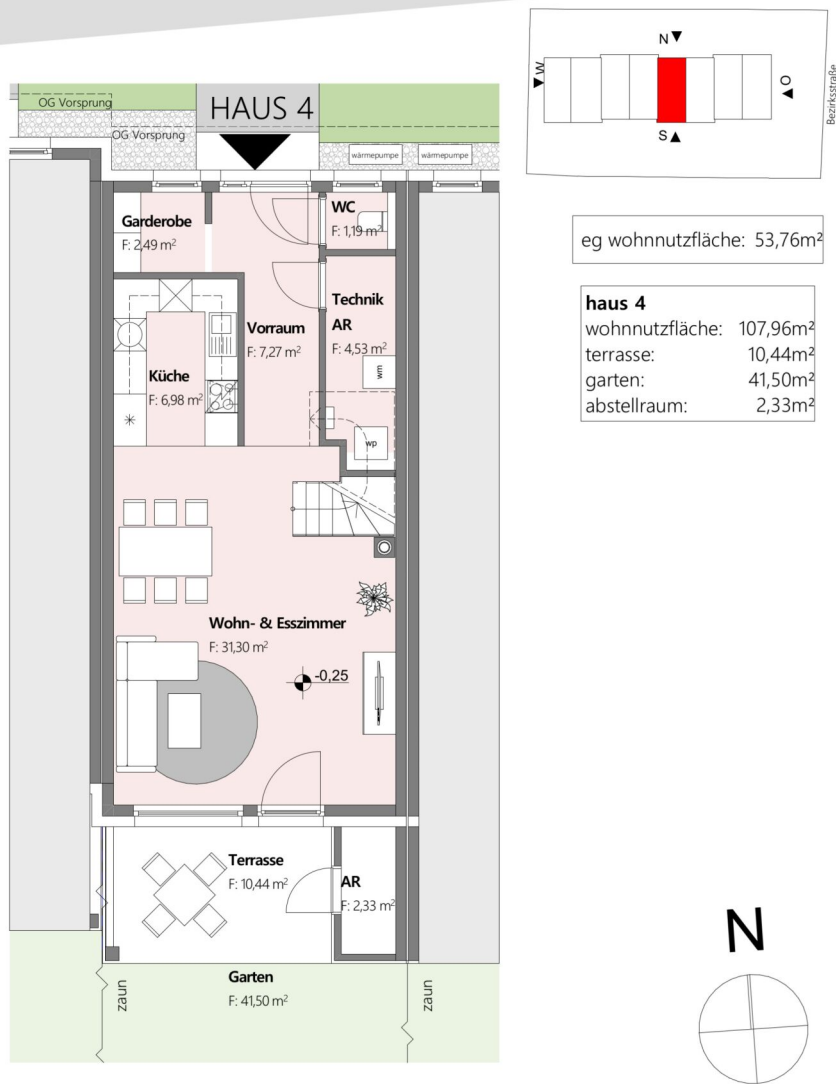 N
W
O
S
Bezirksstraße
OG Vorsprung
HAUS 4
OG Vorsprung
wärmepumpe
wärmepumpe
Garderobe
F: 2,49 m²
WC
F: 1,19 m²
eg wohnnutzfläche: 53,76m²
Technik
AR
F: 4,53 m²
Vorraum
F: 7,27 m²
haus 4
wohnnutzfläche: 107,96m²
terrasse: 10,44m²
garten: 41,50m²
abstellraum: 2,33m²
Küche
F: 6,98 m²
wm
wp
Wohn- & Esszimmer
F: 31,30 m²
-0,25
Terrasse
F: 10,44 m²
AR
F: 2,33 m²
Garten
F: 41,50 m²
zaun
zaun
N